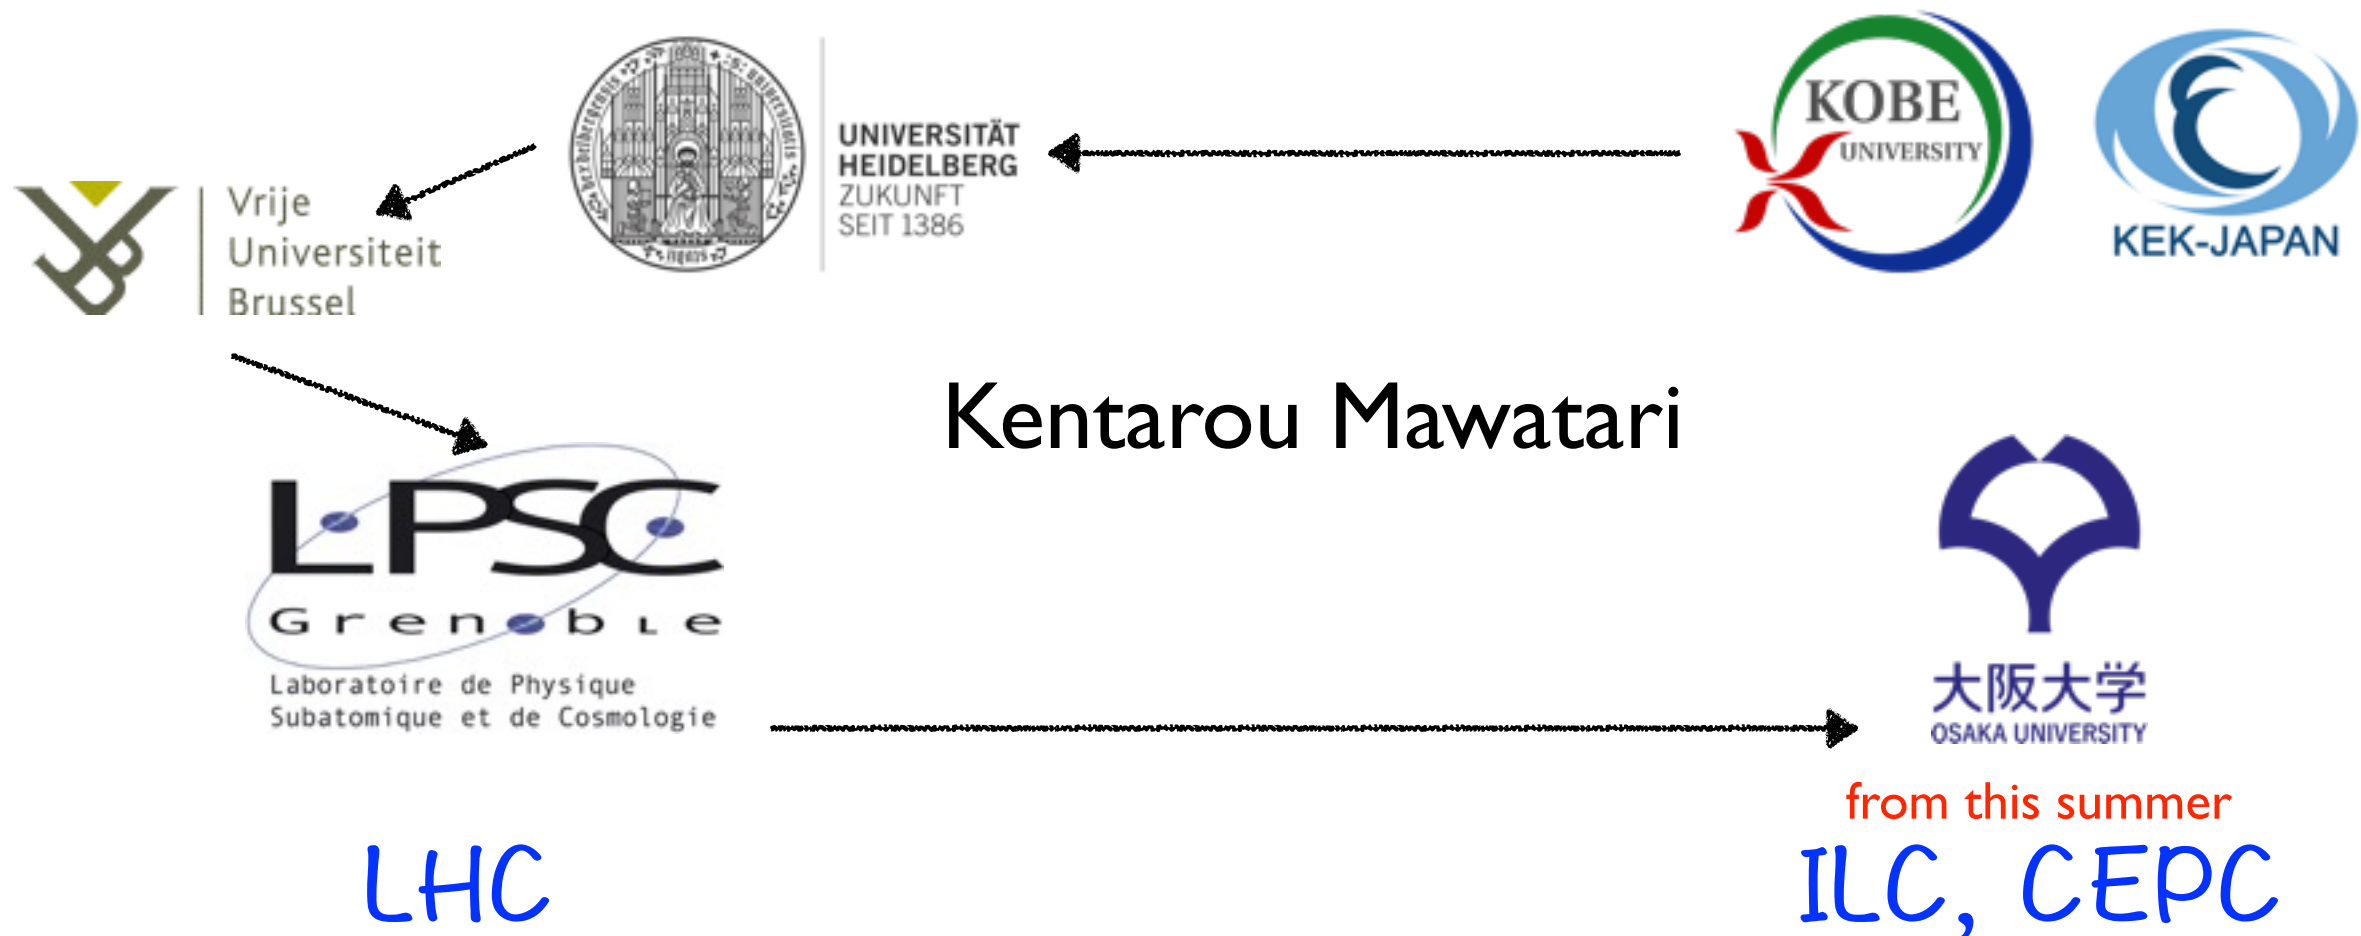 KOBE
UNIVERSITY
KEK-JAPAN
UNIVERSITÄT
HEIDELBERG
ZUKUNFT
SEIT 1386
Vrije
Universiteit
Brussel
Kentarou Mawatari
LPSC
Grenoble
Laboratoire de Physique
Subatomique et de Cosmologie
大阪大学
OSAKA UNIVERSITY
from this summer
LHC
ILC, CEPC